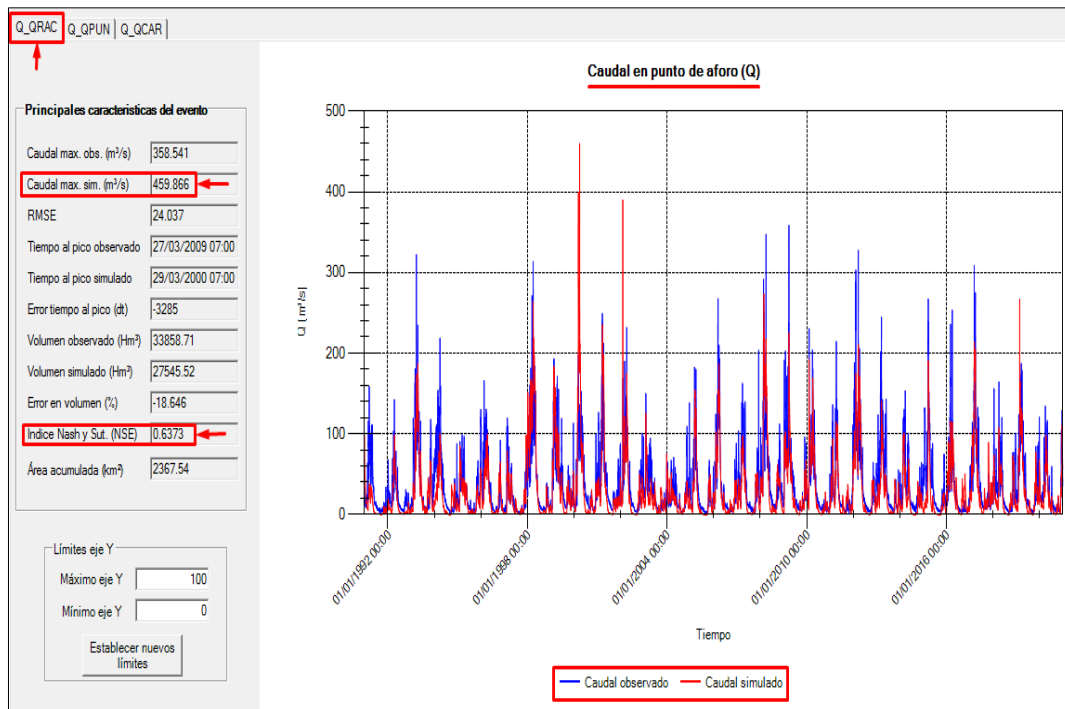 Q_QRAC Q_QPUN Q_QCAR
Principales caracteristicas del evento
Caudal max. obs. (m³/s) 358.541
Caudal max. sim. (m³/s) 459.866
RMSE 24.037
Tiempo al pico observado 27/03/2009 07:00
Tiempo al pico simulado 29/03/2000 07:00
Error tiempo al pico (dt) -3285
Volumen observado (Hm³) 33858.71
Volumen simulado (Hm³) 27545.52
Error en volumen (%) -18.646
Indice Nash y Sut. (NSE) 0.6373
Área acumulada (km²) 2367.54
Límites eje Y
Máximo eje Y 100
Mínimo eje Y 0
Establecer nuevos
límites
Caudal en punto de aforo (Q)
500
400
300
200
100
0
Q [m³/s]
01/01/1992 00:00
01/01/1998 00:00
01/01/2004 00:00
01/01/2010 00:00
01/01/2016 00:00
Tiempo
Caudal observado Caudal simulado